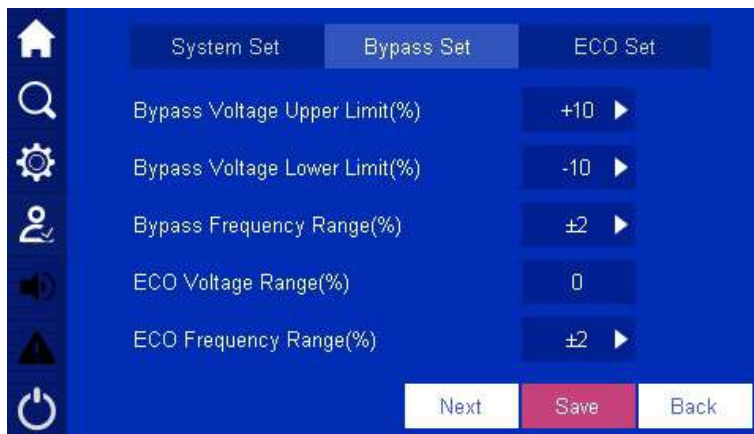 System Set Bypass Set ECO Set
Bypass Voltage Upper Limit(%) +10
Bypass Voltage Lower Limit(%) -10
Bypass Frequency Range(%) ±2
ECO Voltage Range(%) 0
ECO Frequency Range(%) ±2
Next Save Back